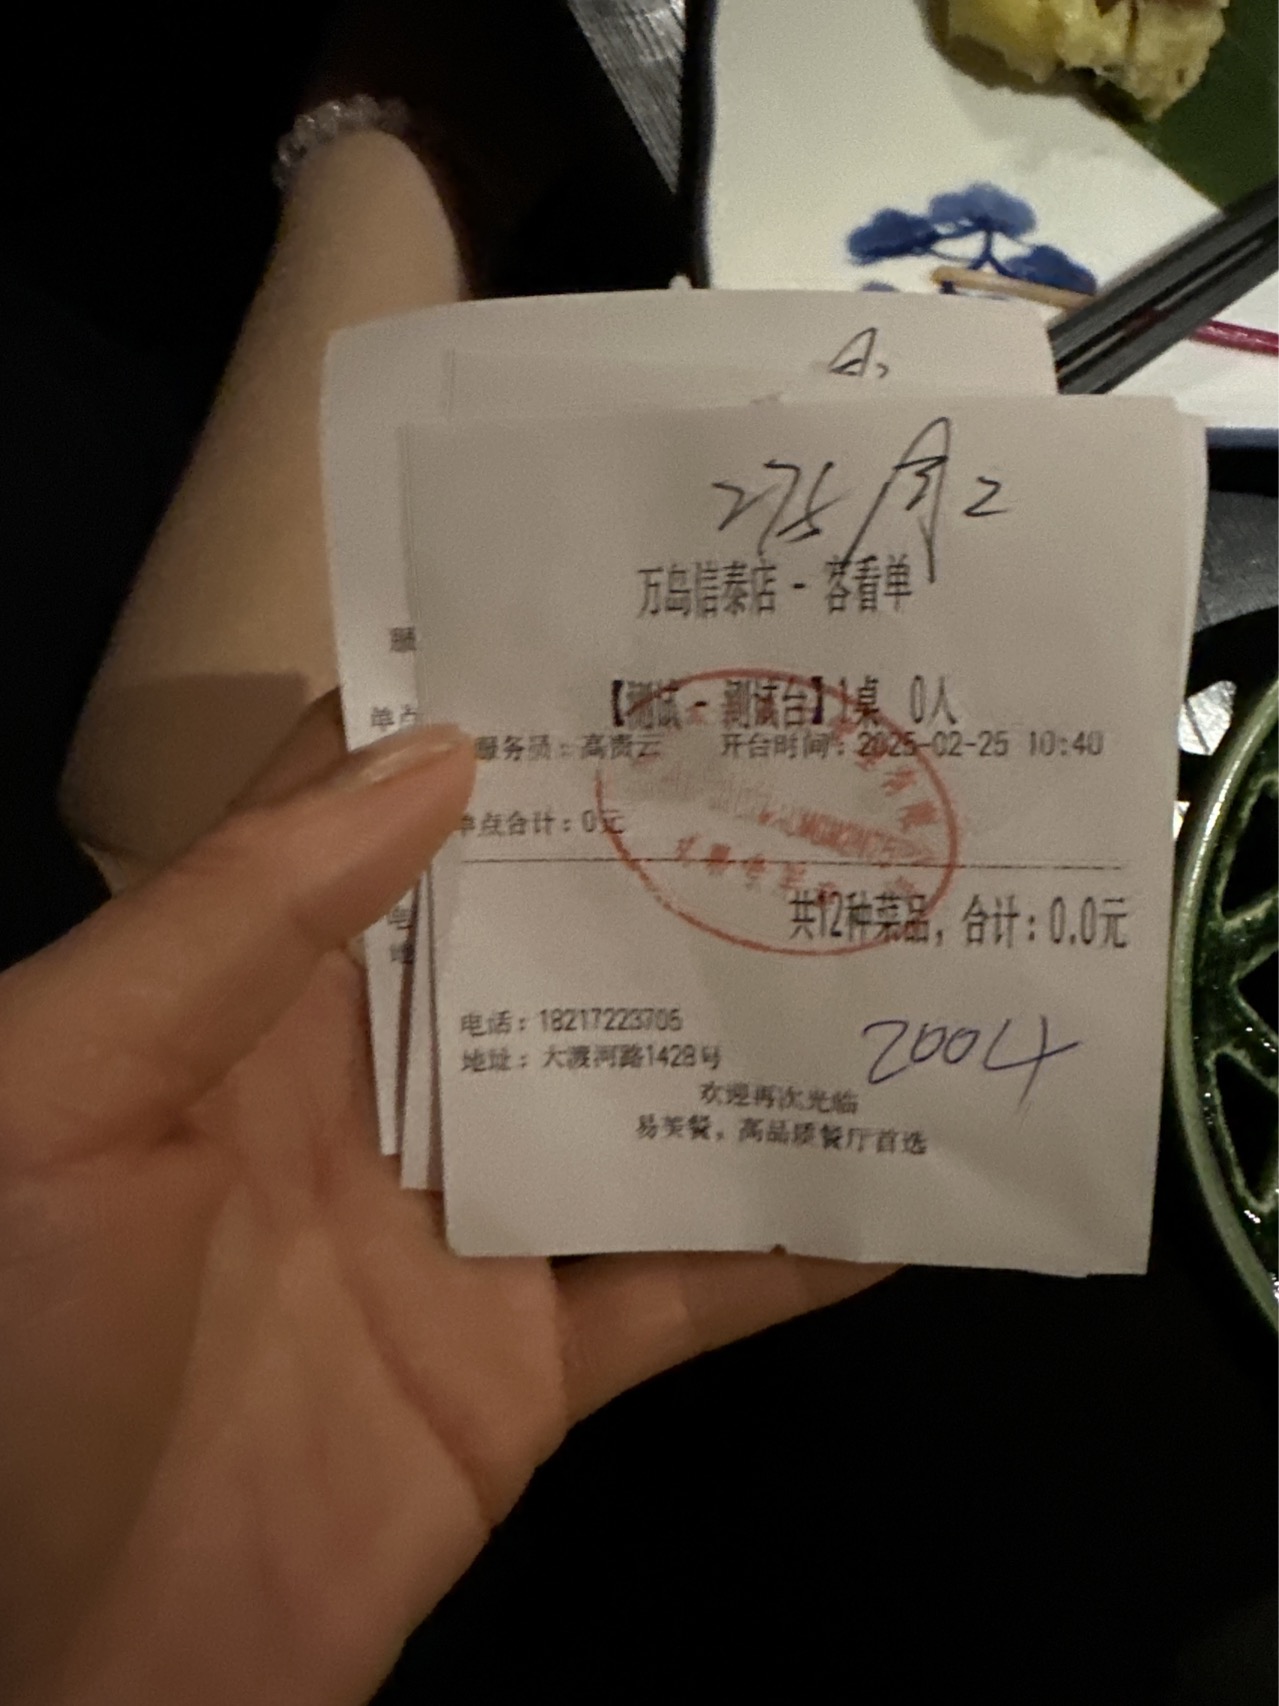 275 月2
万岛信泰店 - 客看单
【测试 - 测试台】1桌 0人
服务员：高贵云 开台时间：2025-02-25 10:40
单点合计：0元
共12种菜品，合计：0.0元
电话：18217223705
地址：大渡河路1428号
2004
欢迎再次光临
易笑餐，高品质餐厅首选
单点